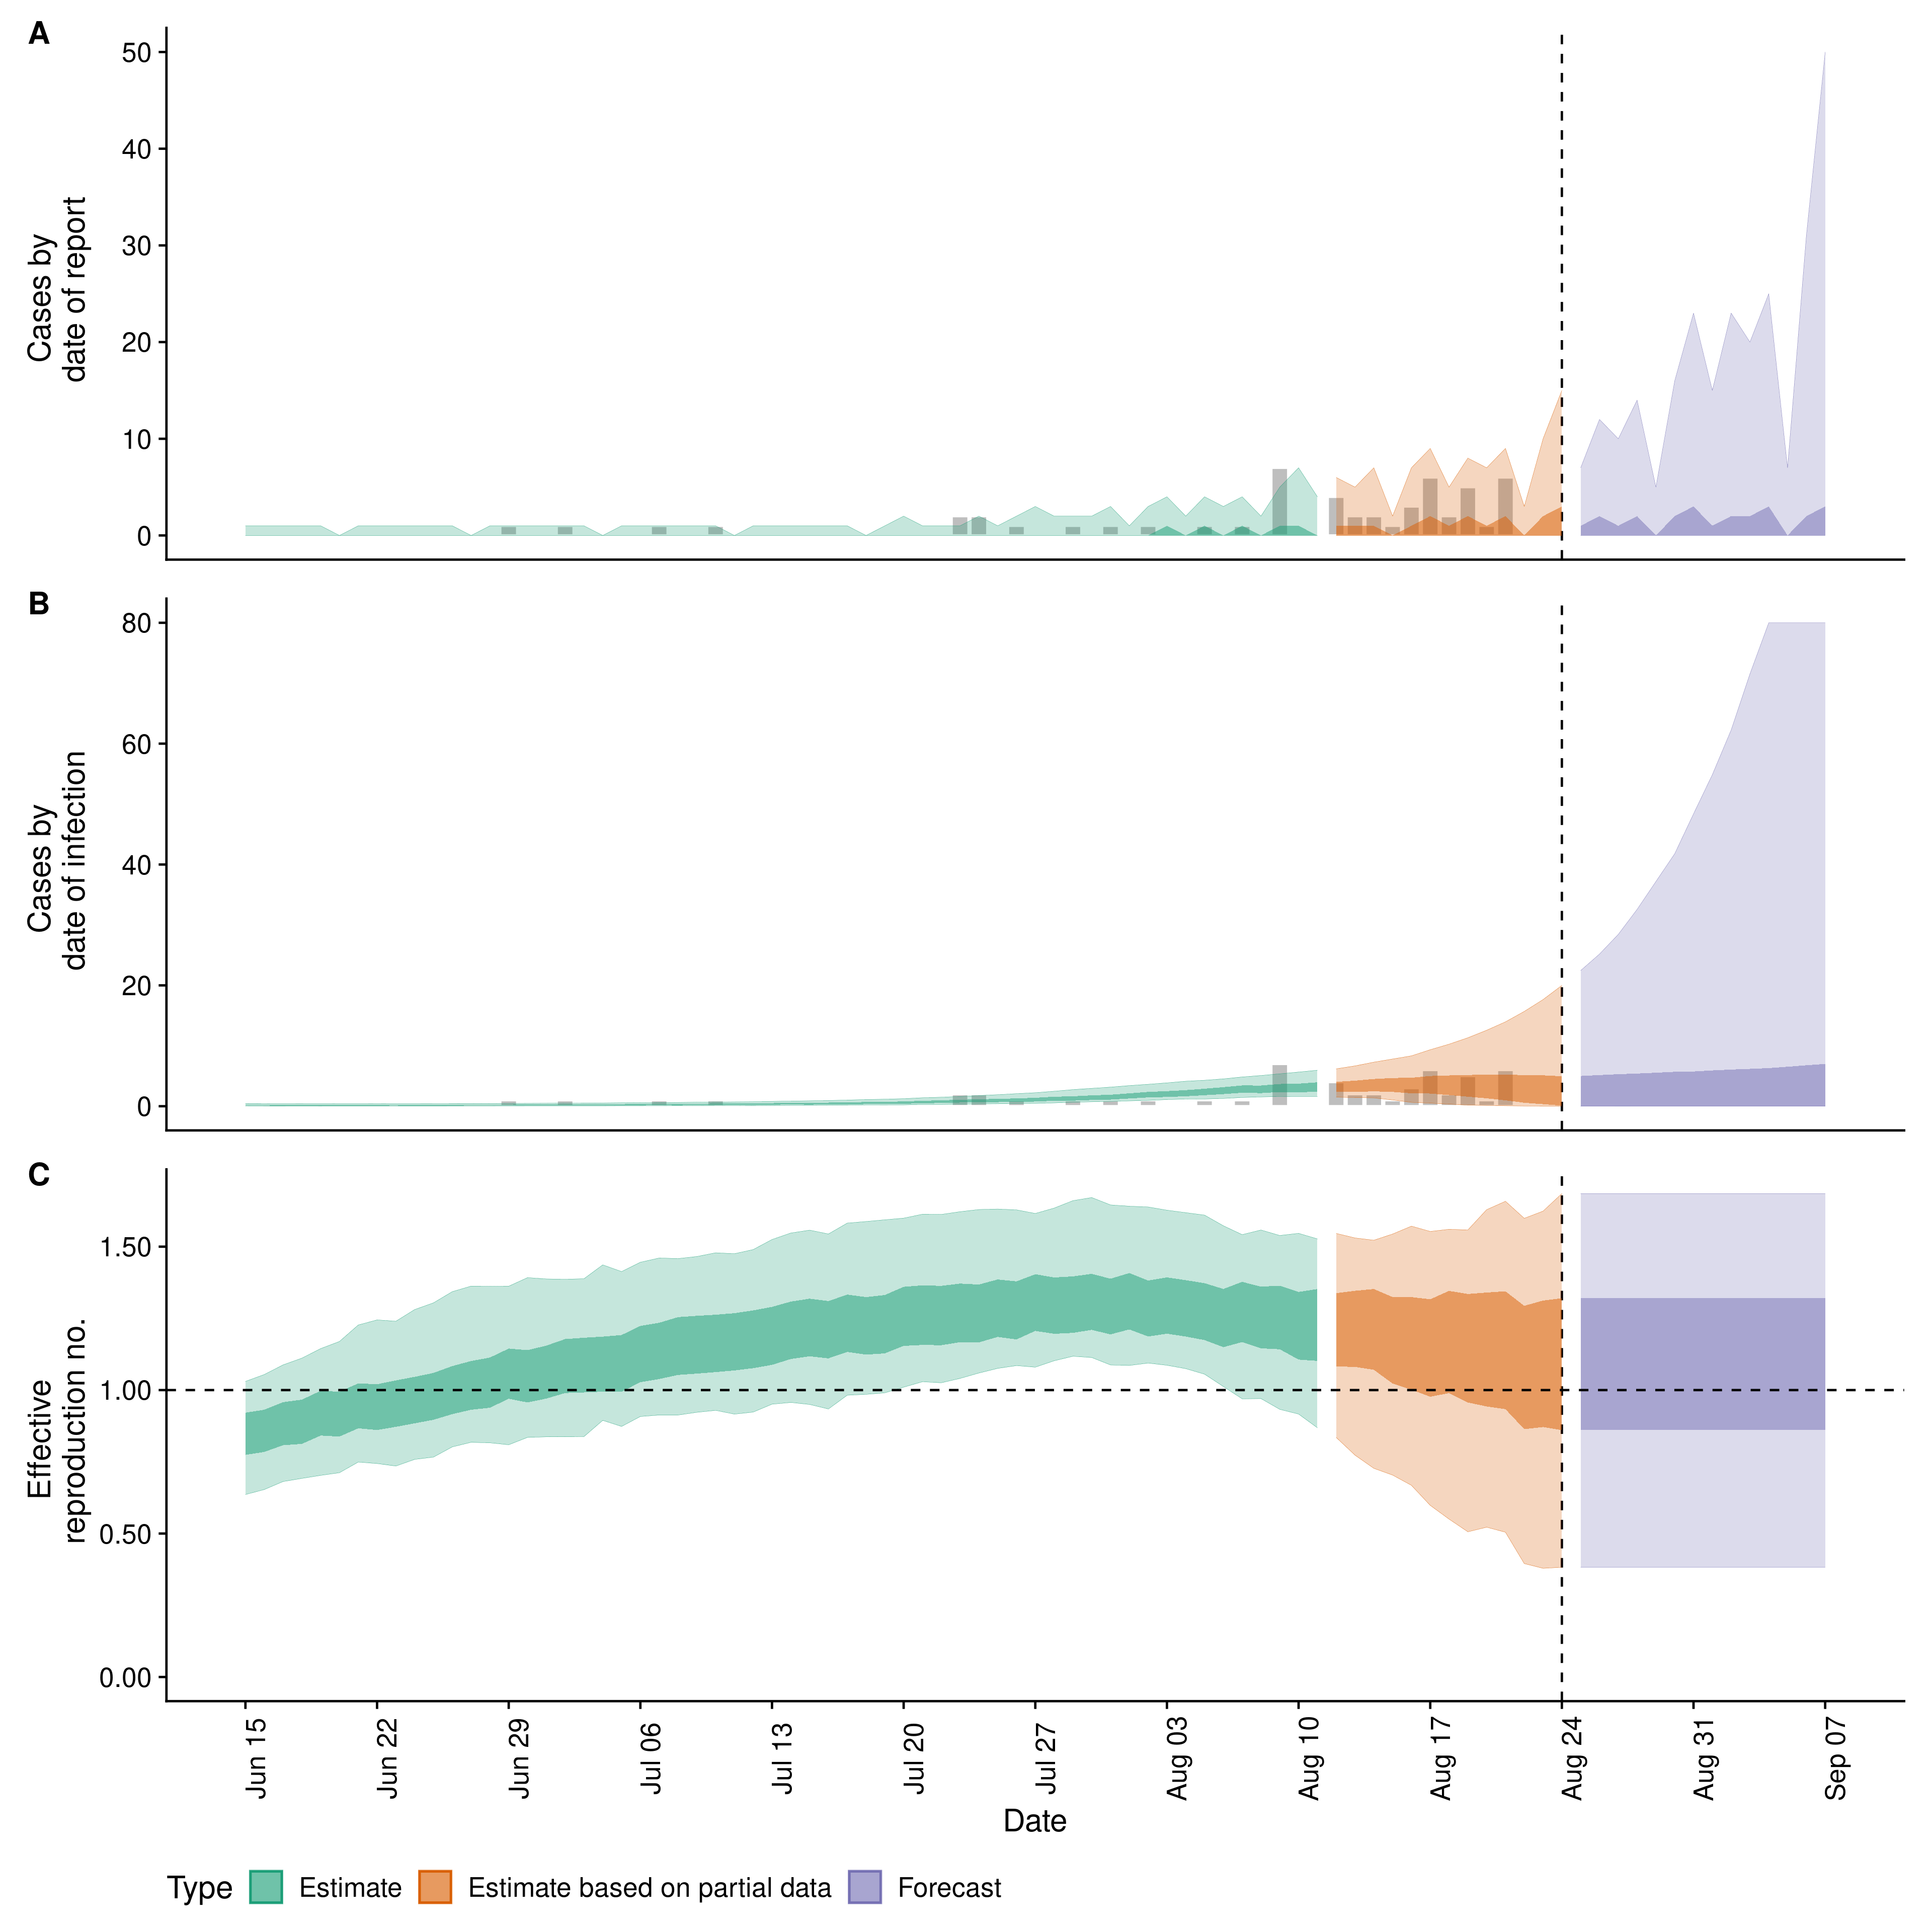 A
50
40
30
20
10
0
Cases by
date of report
B
80
60
40
20
0
Cases by
date of infection
C
1.50
1.00
0.50
0.00
Effective
reproduction no.
Jun 15
Jun 22
Jun 29
Jul 06
Jul 13
Jul 20
Jul 27
Aug 03
Aug 10
Aug 17
Aug 24
Aug 31
Sep 07
Date
Type Estimate Estimate based on partial data Forecast